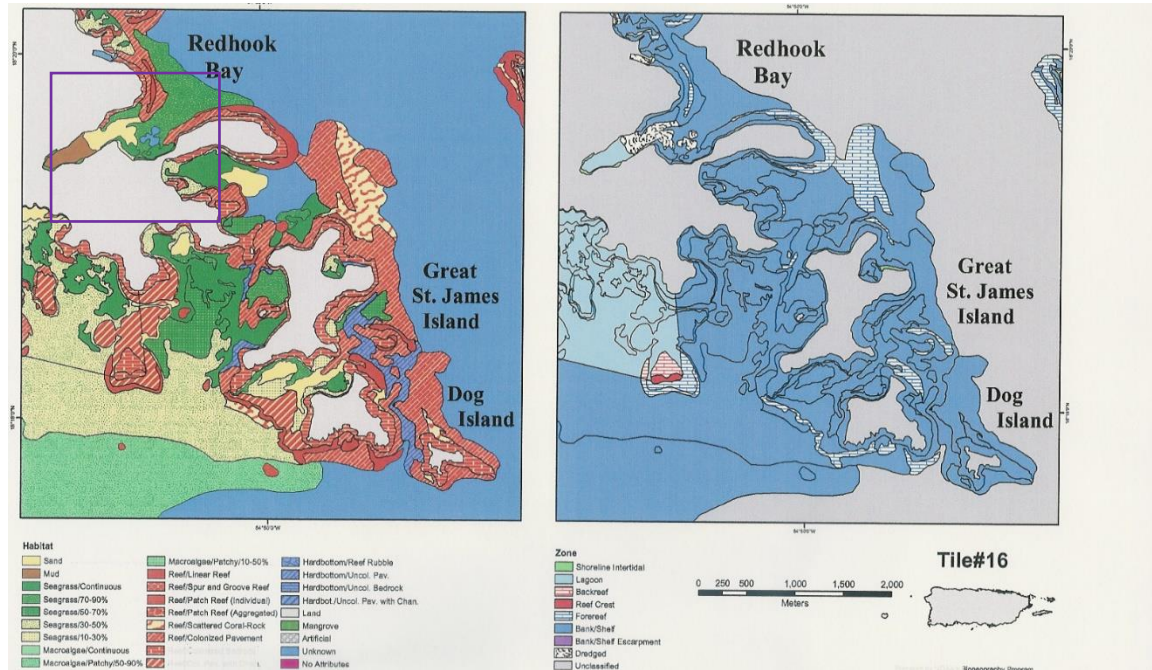 Redhook
Bay
Great
St. James
Island
Dog
Island
Redhook
Bay
Great
St. James
Island
Dog
Island
Habitat
Sand
Mud
Seagrass/Continuous
Seagrass/70-90%
Seagrass/50-70%
Seagrass/30-50%
Seagrass/10-30%
Macroalgae/Continuous
Macroalgae/Patchy/50-90%
Macroalgae/Patchy/10-50%
Reef/Linear Reef
Reef/Spur and Groove Reef
Reef/Patch Reef (Individual)
Reef/Patch Reef (Aggregated)
Reef/Scattered Coral-Rock
Reef/Colonized Pavement
Hardbottom/Reef Rubble
Hardbottom/Uncol. Pav.
Hardbottom/Uncol. Bedrock
Hardbot./Uncol. Pav. with Chan.
Land
Mangrove
Artificial
Unknown
No Attributes
Zone
Shoreline Intertidal
Lagoon
Backreef
Reef Crest
Forereef
Bank/Shelf
Bank/Shelf Escarpment
Dredged
Unclassified
0 250 500 1,000 1,500 2,000
Meters
Tile#16